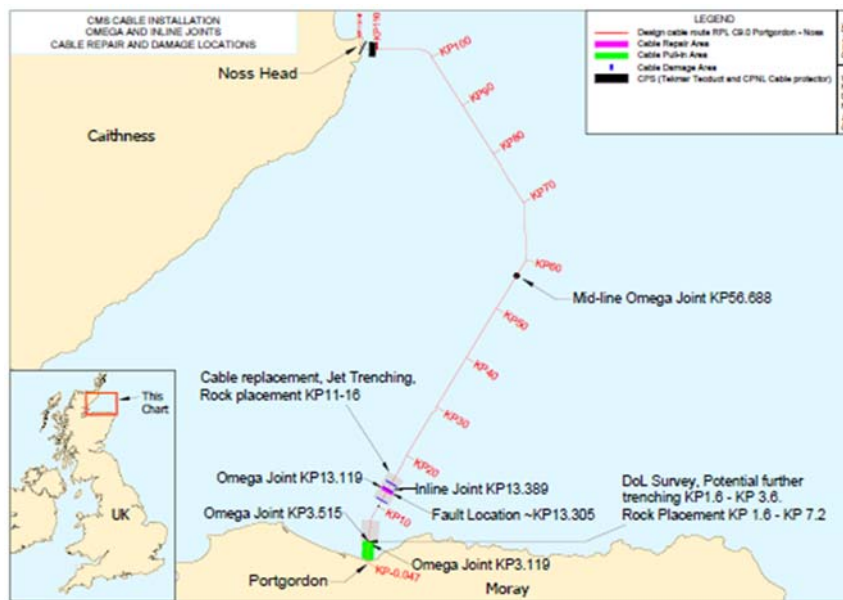 CMS CABLE INSTALLATION
OMEGA AND INLINE JOINTS
CABLE REPAIR AND DAMAGE LOCATIONS
LEGEND
Design cable route RPL C9.0 Portgordon - Noss
Cable Repair Area
Cable Pull-in Area
Cable Damage Area
CPS (Tekmar Teoduct and CPNL Cable protector)
KP110
Noss Head
KP100
KP90
Caithness
KP80
KP70
KP60
Mid-line Omega Joint KP56.688
KP50
Cable replacement, Jet Trenching,
Rock placement KP11-16
KP40
This
Chart
KP30
KP20
Omega Joint KP13.119
Inline Joint KP13.389
DoL Survey, Potential further
trenching KP1.6 - KP 3.6.
Rock Placement KP 1.6 - KP 7.2
UK
Omega Joint KP3.515
KP10
Fault Location ~KP13.305
Omega Joint KP3.119
Portgordon
KP-0.047
Moray